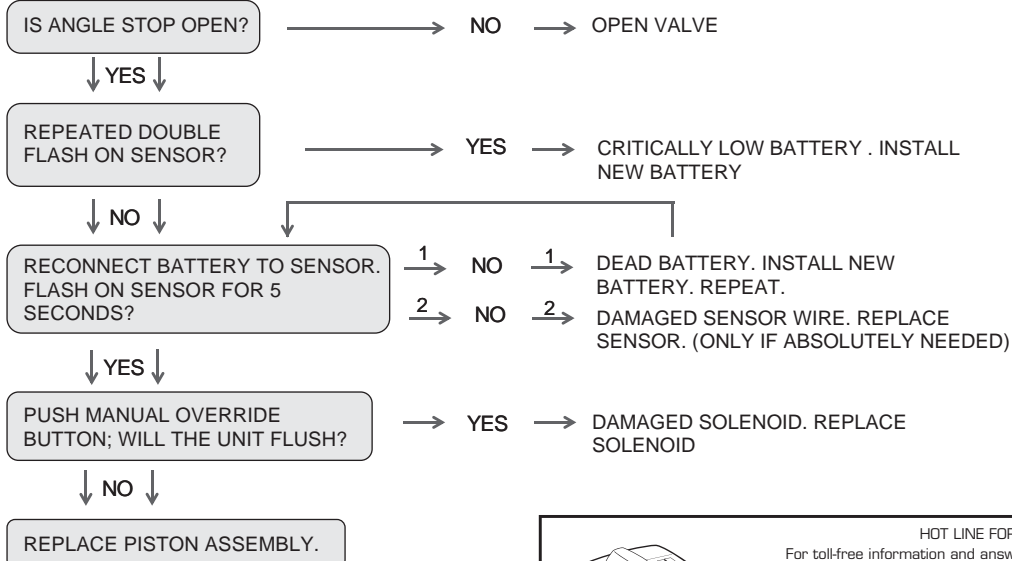 IS ANGLE STOP OPEN?
NO
OPEN VALVE
YES
REPEATED DOUBLE
FLASH ON SENSOR?
YES
CRITICALLY LOW BATTERY . INSTALL
NEW BATTERY
NO
RECONNECT BATTERY TO SENSOR.
FLASH ON SENSOR FOR 5
SECONDS?
1 NO 1
DEAD BATTERY. INSTALL NEW
BATTERY. REPEAT.
2 NO 2
DAMAGED SENSOR WIRE. REPLACE
SENSOR. (ONLY IF ABSOLUTELY NEEDED)
YES
PUSH MANUAL OVERRIDE
BUTTON; WILL THE UNIT FLUSH?
YES
DAMAGED SOLENOID. REPLACE
SOLENOID
NO
REPLACE PISTON ASSEMBLY.
HOT LINE FOR
For toll-free information and answ